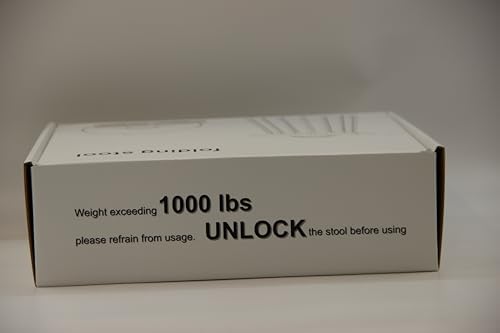 folding stool
Weight exceeding 1000 lbs
please refrain from usage. UNLOCK the stool before using